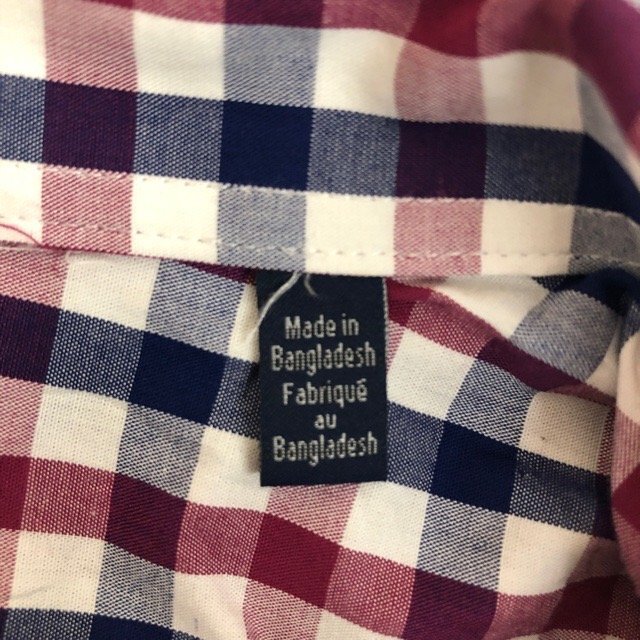 Made in
Bangladesh
Fabriqué
au
Bangladesh